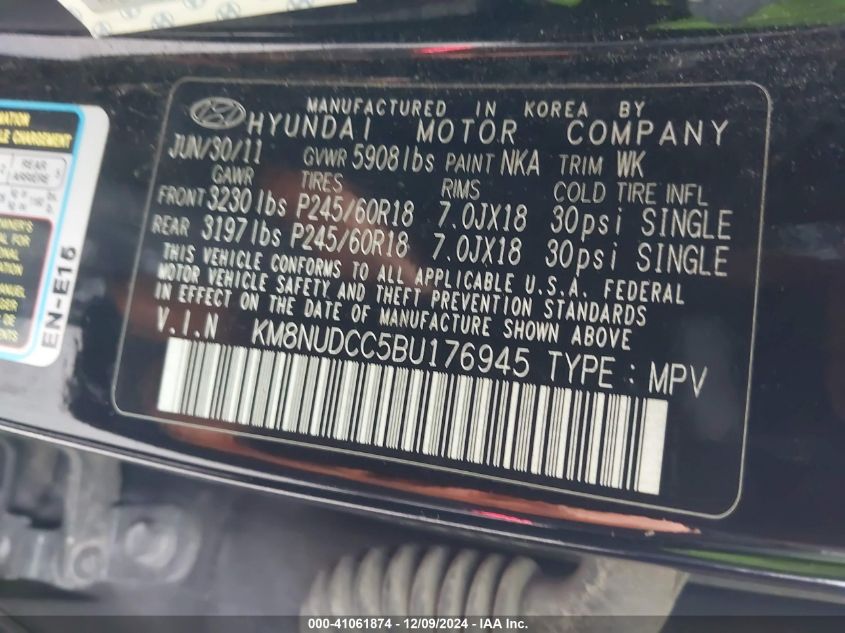 MANUFACTURED IN KOREA BY
HYUNDAI MOTOR COMPANY
JUN/30/11 GVWR 5908lbs PAINT NKA TRIM WK
GAWR TIRES RIMS COLD TIRE INFL
FRONT 3230lbs P245/60R18 7.0JX18 30psi SINGLE
REAR 3197lbs P245/60R18 7.0JX18 30psi SINGLE
THIS VEHICLE CONFORMS TO ALL APPLICABLE U.S.A. FEDERAL
MOTOR VEHICLE SAFETY AND THEFT PREVENTION STANDARDS
IN EFFECT ON THE DATE OF MANUFACTURE SHOWN ABOVE
V.I.N KM8NUDCC5BU176945 TYPE : MPV
REAR
ARRIÈRE
EN-E15
000-41061874 / 12/09/2024 - IAA Inc.